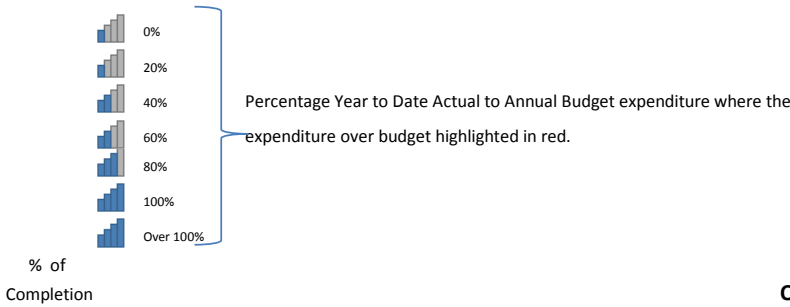 0%
20%
40%
Percentage Year to Date Actual to Annual Budget expenditure where the
60%
expenditure over budget highlighted in red.
80%
100%
Over 100%
% of
Completion